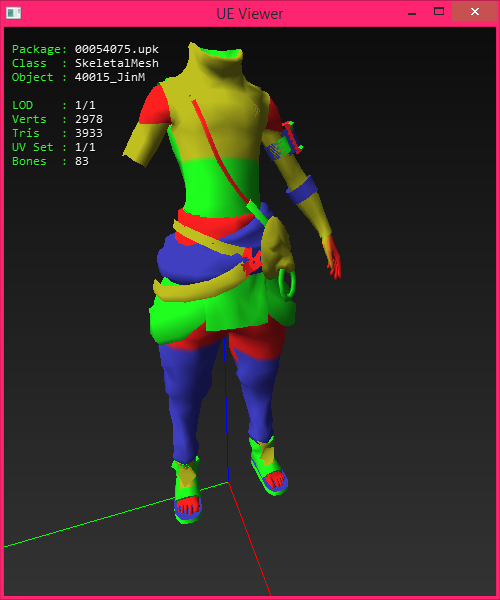 UE Viewer
Package: 00054075.upk
Class  : SkeletalMesh
Object : 40015_JinM
LOD    : 1/1
Verts  : 2978
Tris   : 3933
UV Set : 1/1
Bones  : 83